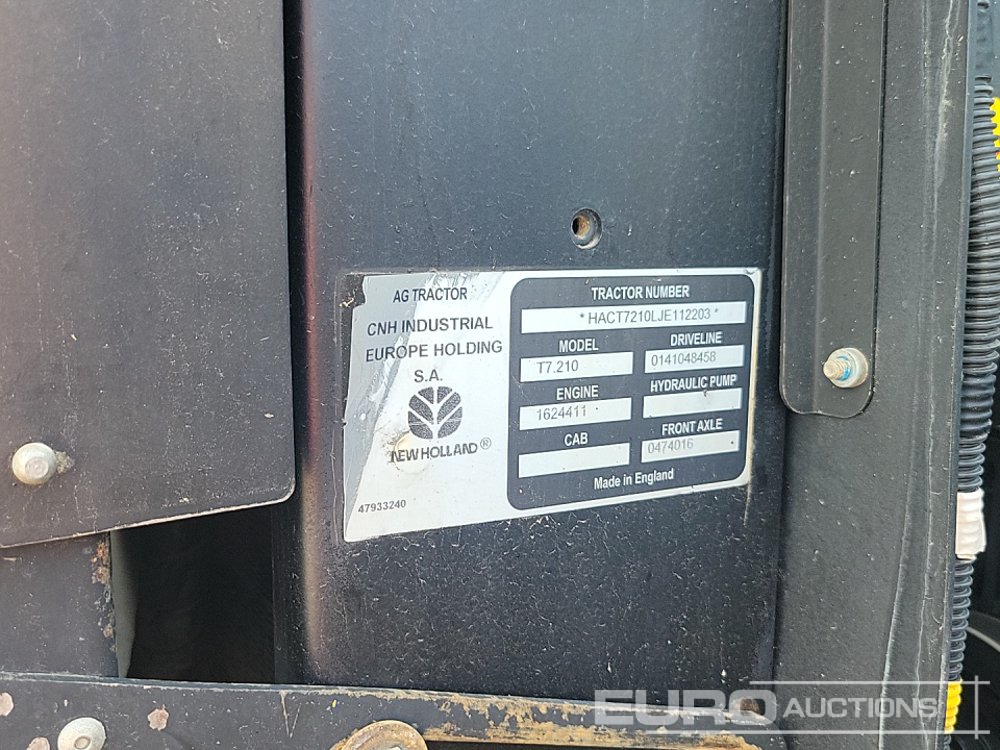 AG TRACTOR
CNH INDUSTRIAL
EUROPE HOLDING
S.A.
NEW HOLLAND®
47933240
TRACTOR NUMBER
* HACT7210LJE112203 *
MODEL
T7.210
DRIVELINE
0141048458
ENGINE
1624411
HYDRAULIC PUMP
CAB
FRONT AXLE
0474016
Made in England
EURO AUCTIONS